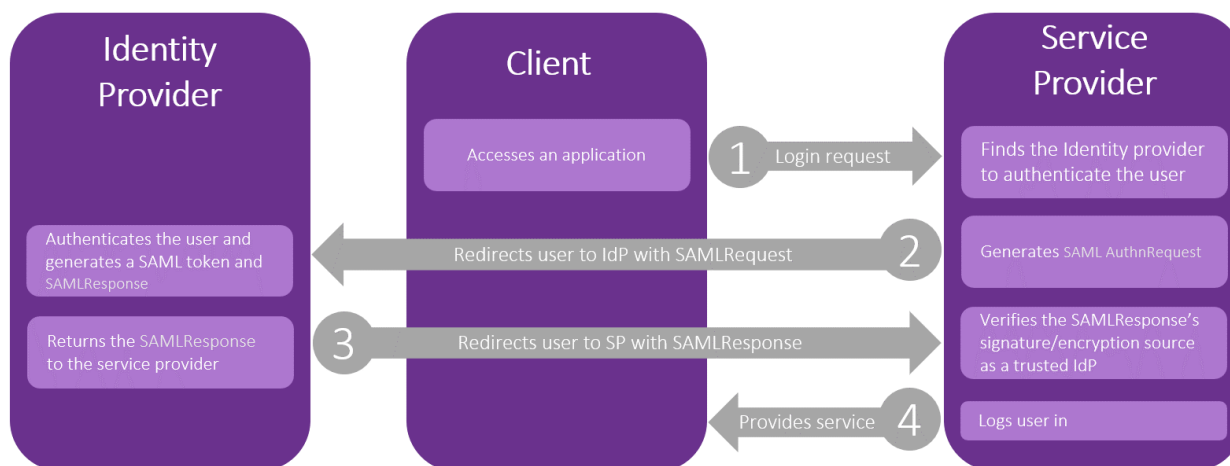 Identity
Provider
Client
Service
Provider
Accesses an application
1
Login request
Finds the Identity provider
to authenticate the user
Authenticates the user and
generates a SAML token and
SAMLResponse
Redirects user to IdP with SAMLRequest
2
Generates SAML AuthnRequest
Returns the SAMLResponse
to the service provider
3
Redirects user to SP with SAMLResponse
Verifies the SAMLResponse’s
signature/encryption source
as a trusted IdP
Provides service
4
Logs user in